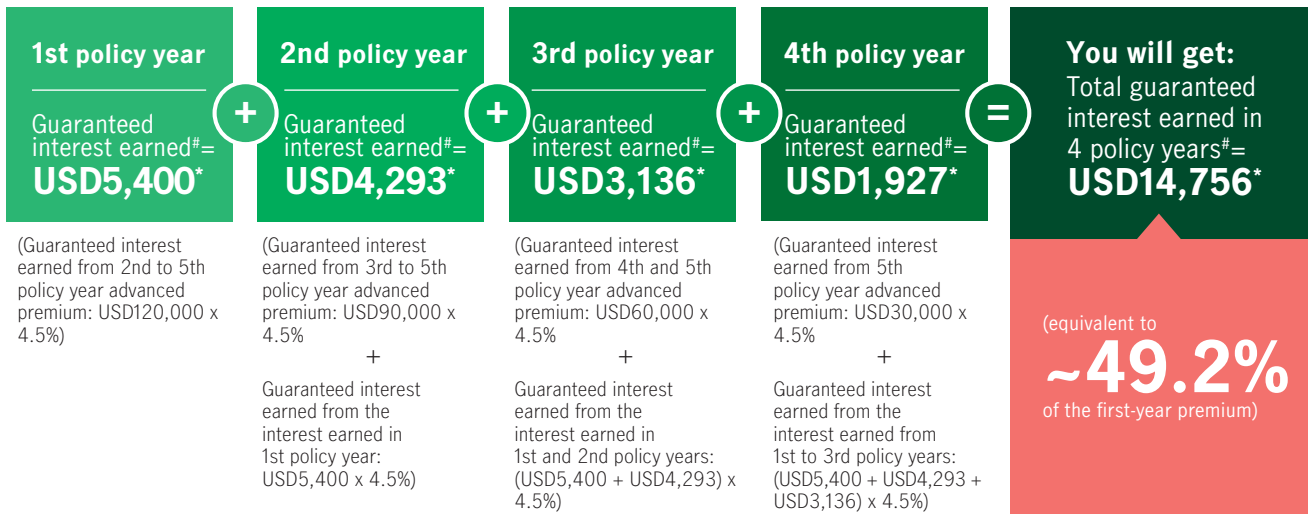 1st policy year
Guaranteed
interest earned#=
USD5,400*
(Guaranteed interest
earned from 2nd to 5th
policy year advanced
premium: USD120,000 x
4.5%)
+
2nd policy year
Guaranteed
interest earned#=
USD4,293*
(Guaranteed interest
earned from 3rd to 5th
policy year advanced
premium: USD90,000 x
4.5%
+
Guaranteed interest
earned from the
interest earned in
1st policy year:
USD5,400 x 4.5%)
+
3rd policy year
Guaranteed
interest earned#=
USD3,136*
(Guaranteed interest
earned from 4th and 5th
policy year advanced
premium: USD60,000 x
4.5%
+
Guaranteed interest
earned from the
interest earned in
1st and 2nd policy years:
(USD5,400 + USD4,293) x
4.5%)
+
4th policy year
Guaranteed
interest earned#=
USD1,927*
(Guaranteed interest
earned from 5th
policy year advanced
premium: USD30,000 x
4.5%
+
Guaranteed interest
earned from the
interest earned from
1st to 3rd policy years:
(USD5,400 + USD4,293 +
USD3,136) x 4.5%)
=
You will get:
Total guaranteed
interest earned in
4 policy years#=
USD14,756*
(equivalent to
~49.2%
of the first-year premium)